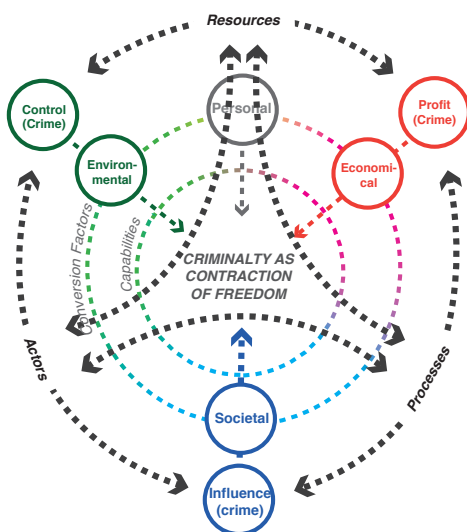 Resources
Control
(Crime)
Personal
Profit
(Crime)
Environ-
mental
Economi-
cal
Conversion Factors
Capabilities
CRIMINALTY AS
CONTRACTION
OF FREEDOM
Actors
Processes
Societal
Influence
(crime)